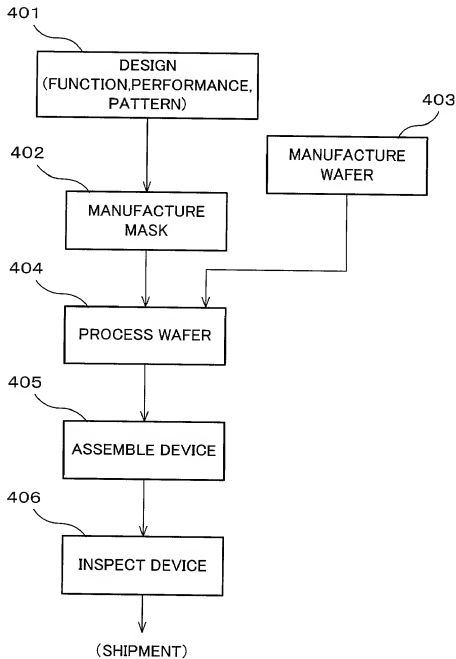 401
DESIGN
(FUNCTION,PERFORMANCE,
PATTERN)
402
MANUFACTURE
MASK
403
MANUFACTURE
WAFER
404
PROCESS WAFER
405
ASSEMBLE DEVICE
406
INSPECT DEVICE
(SHIPMENT)